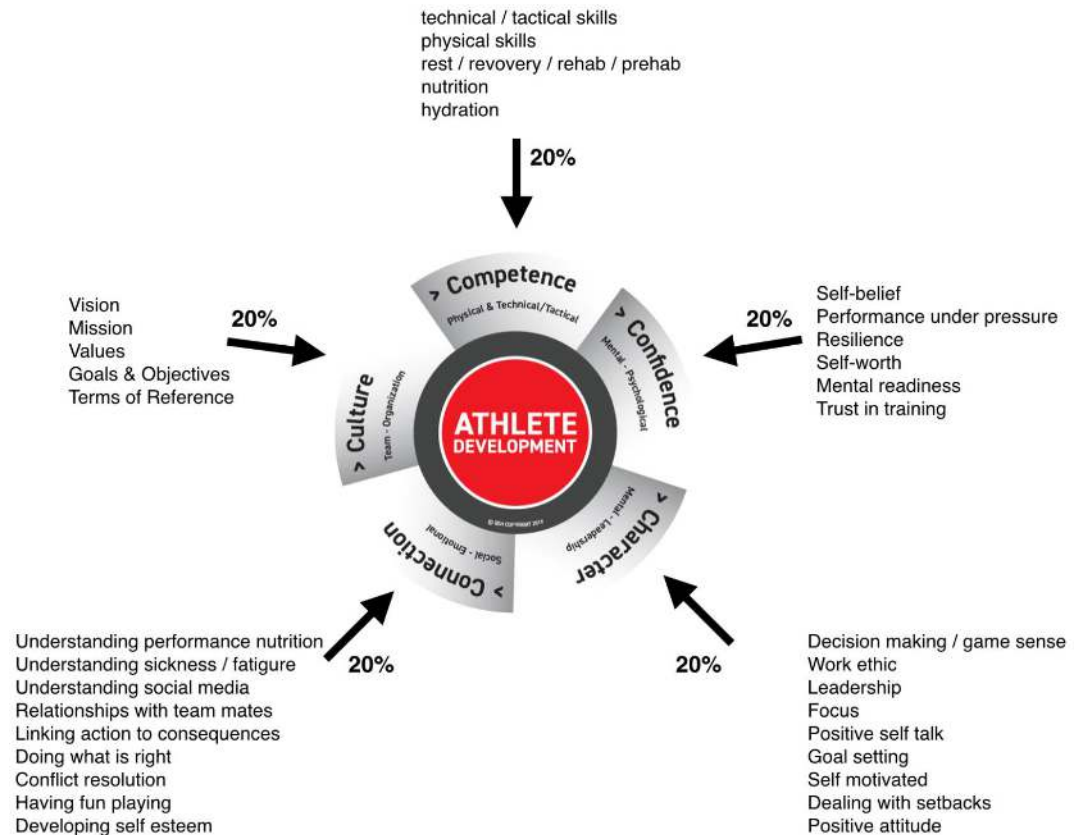 technical / tactical skills
physical skills
rest / revovery / rehab / prehab
nutrition
hydration
20%
> Competence
Physical & Technical/Tactical
Vision
Mission
Values
Goals & Objectives
Terms of Reference
20%
> Culture
Team - Organization
> Confidence
Mental - Psychological
20%
Self-belief
Performance under pressure
Resilience
Self-worth
Mental readiness
Trust in training
ATHLETE
DEVELOPMENT
> Connection
Social - Emotional
> Character
Mental - Leadership
Understanding performance nutrition
Understanding sickness / fatigue
Understanding social media
Relationships with team mates
Linking action to consequences
Doing what is right
Conflict resolution
Having fun playing
Developing self esteem
20%
20%
Decision making / game sense
Work ethic
Leadership
Focus
Positive self talk
Goal setting
Self motivated
Dealing with setbacks
Positive attitude